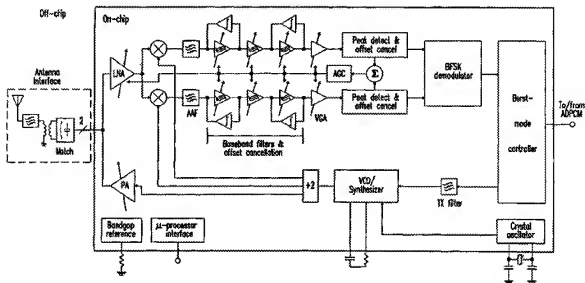 Off-chip
On-chip
Antenna
Interface
Match
2
LNA
PA
AAF
VGA
Baseband filters &
offset cancellation
Peak detect &
offset cancel
AGC
Σ
Peak detect &
offset cancel
BFSK
demodulator
Burst-
mode
controller
To/from
ADPCM
÷2
VCO/
Synthesizer
TX filter
Crystal
oscillator
Bandgap
reference
μ-processor
interface